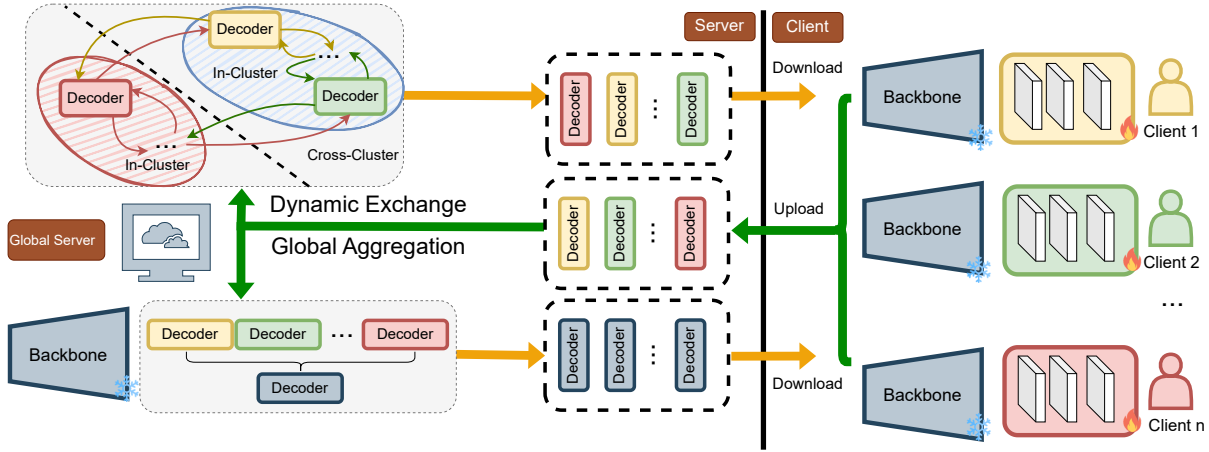 Decoder
...
In-Cluster
Decoder
Decoder
...
In-Cluster
Cross-Cluster
Decoder
Decoder
...
Decoder
Server
Client
Download
Backbone
Client 1
Dynamic Exchange
Global Aggregation
Global Server
Decoder
Decoder
...
Decoder
Upload
Backbone
Client 2
...
Backbone
Decoder
Decoder
...
Decoder
Decoder
Decoder
Decoder
...
Decoder
Download
Backbone
Client n